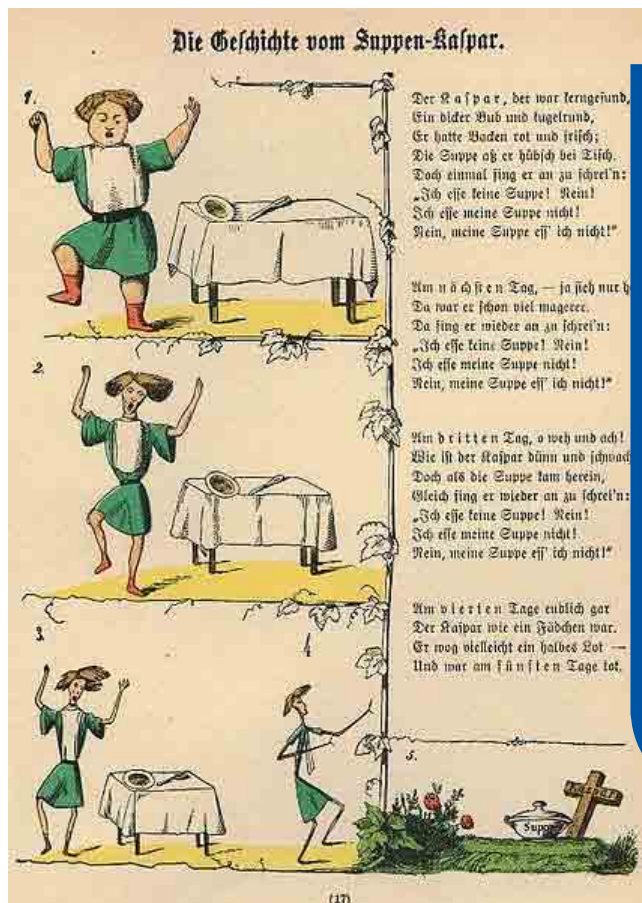 Die Geschichte vom Suppen-Kaspar.
1.
Der Kaspar, der war kerngesund,
Ein dicker Bub und kugelrund,
Er hatte Backen rot und frisch;
Die Suppe aß er hübsch bei Tisch.
Doch einmal fing er an zu schrei'n:
„Ich esse keine Suppe! Nein!
Ich esse meine Suppe nicht!
Nein, meine Suppe ess' ich nicht!"
2.
Am nächsten Tag, — ja sieh nur
Da war er schon viel magerer.
Da fing er wieder an zu schrei'n:
„Ich esse keine Suppe! Nein!
Ich esse meine Suppe nicht!
Nein, meine Suppe ess' ich nicht!"
3.
Am dritten Tag, o weh und ach!
Wie ist der Kaspar dünn und schwach
Doch als die Suppe kam herein,
Gleich fing er wieder an zu schrei'n:
„Ich esse keine Suppe! Nein!
Ich esse meine Suppe nicht!
Nein, meine Suppe ess' ich nicht!"
4
Am vierten Tage endlich gar
Der Kaspar wie ein Fädchen war.
Er wog vielleicht ein halbes Lot —
Und war am fünften Tage tot.
5.
Kaspar
Supp
(17)